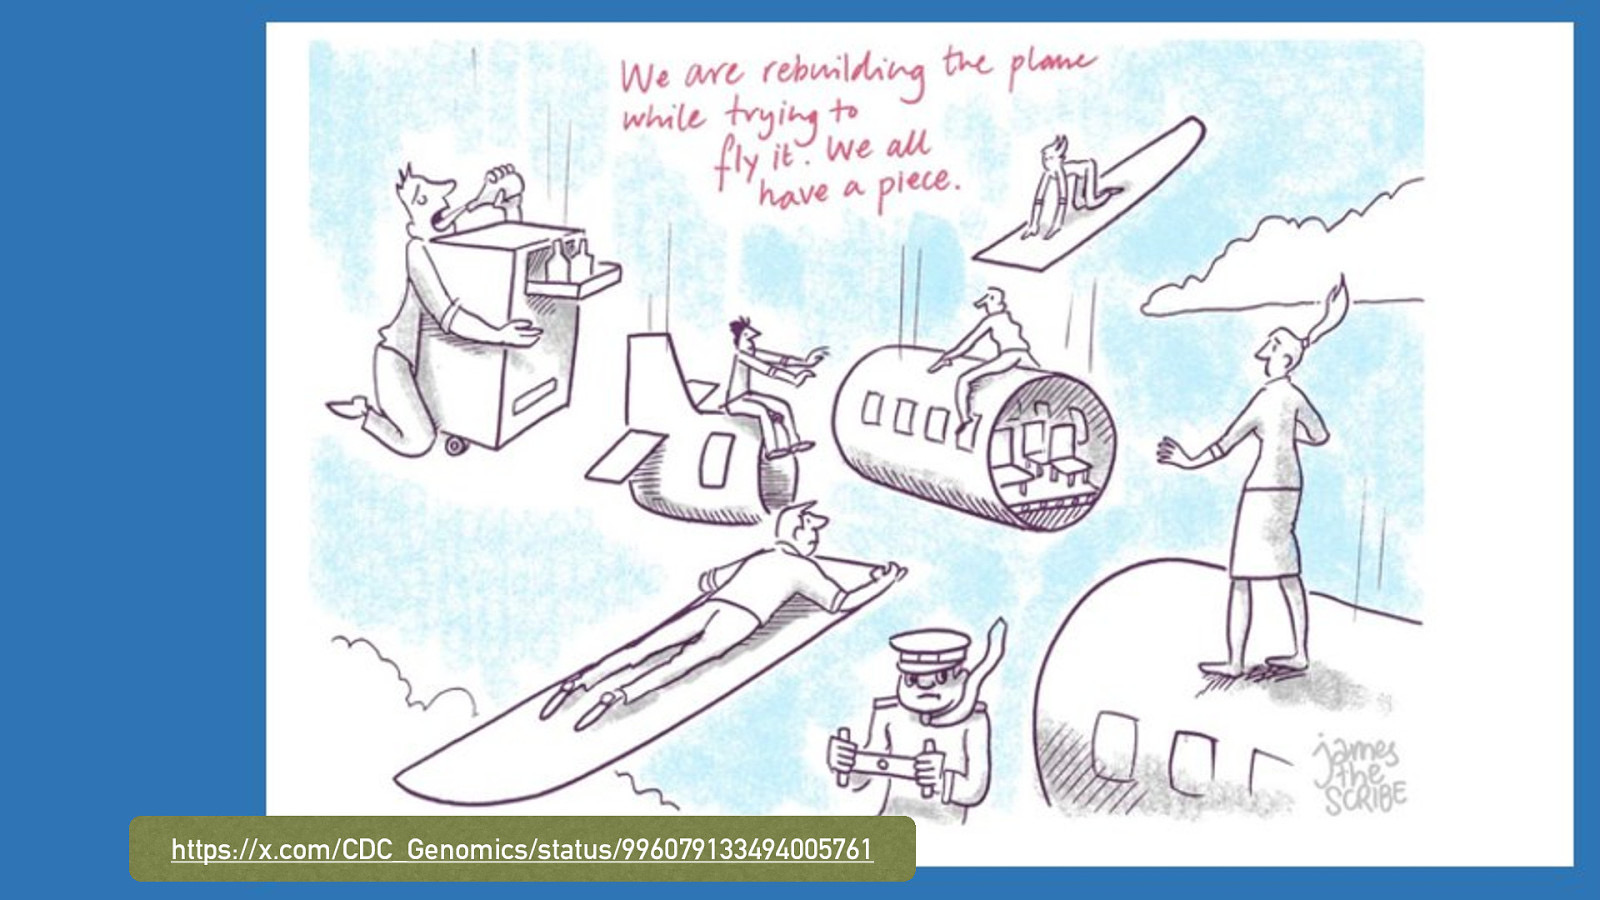 We are rebuilding the plane
while trying to
fly it. We all
have a piece.
james
the
SCRIBE
https://x.com/CDC_Genomics/status/996079133494005761